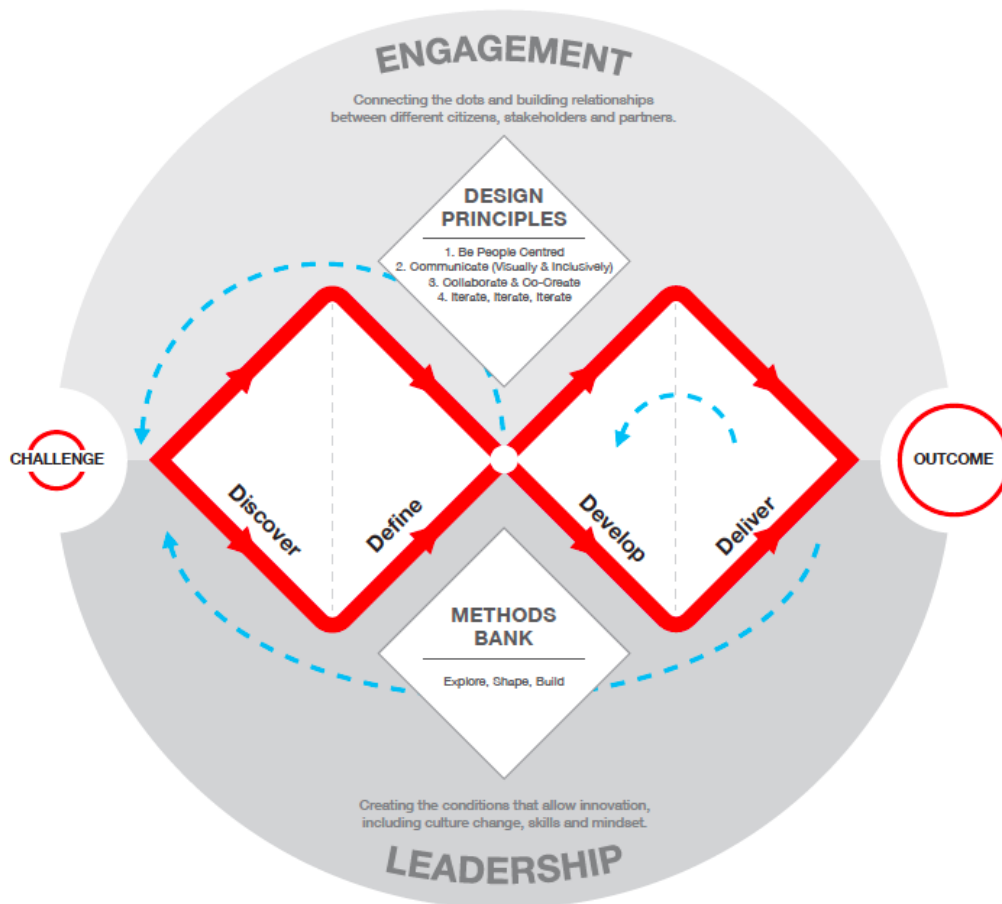 ENGAGEMENT
Connecting the dots and building relationships
between different citizens, stakeholders and partners.
DESIGN
PRINCIPLES
1. Be People Centred
2. Communicate (Visually & Inclusively)
3. Collaborate & Co-Create
4. Iterate, Iterate, Iterate
CHALLENGE
OUTCOME
Discover
Define
Develop
Deliver
METHODS
BANK
Explore, Shape, Build
Creating the conditions that allow innovation,
including culture change, skills and mindset.
LEADERSHIP